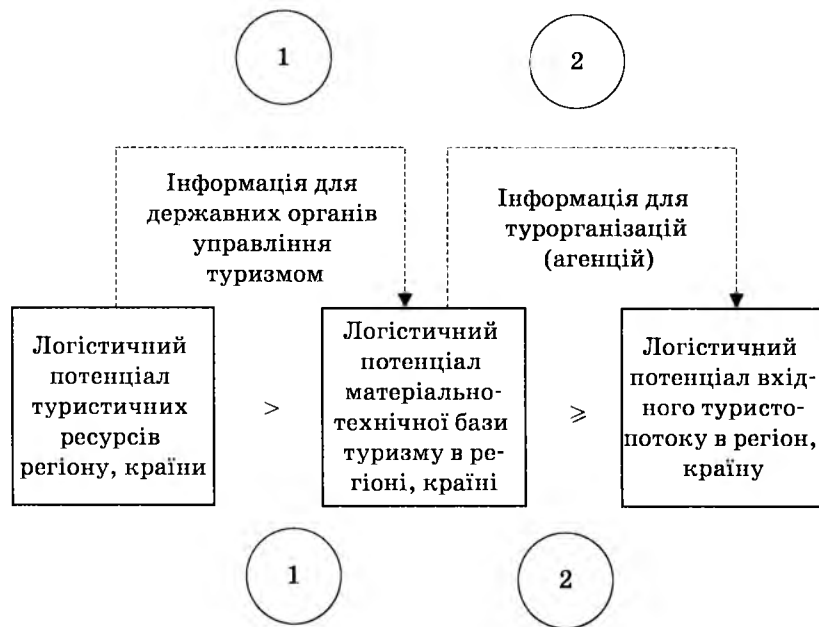 1
2
Інформація для
державних органів
управління
туризмом
Інформація для
турорганізацій
(агенцій)
Логістичний
потенціал
туристичних
ресурсів
регіону, країни
>
Логістичний
потенціал
матеріально-
технічної бази
туризму в ре-
гіоні, країні
⩾
Логістичний
потенціал вхід-
ного туристо-
потоку в регіон,
країну
1
2